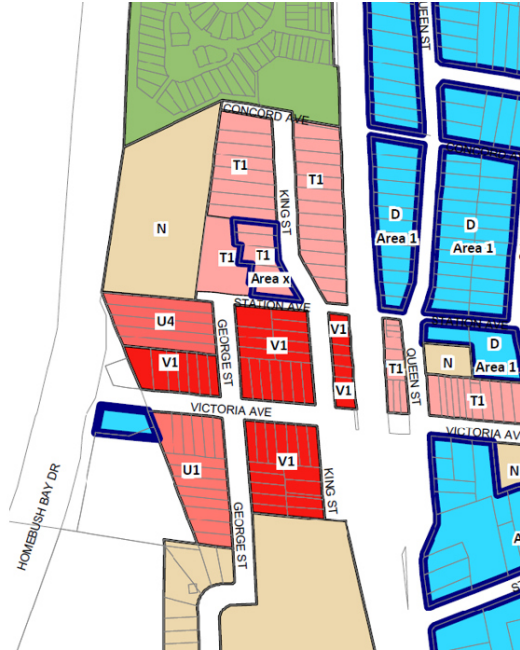 QUEEN ST
CONCORD AVE
T1
T1
KING ST
N
D
Area 1
D
Area 1
T1
T1
Area x
STATION AVE
U4
GEORGE ST
V1
V1
V1
V1
T1
QUEEN ST
N
D
Area 1
T1
VICTORIA AVE
VICTORIA AV
U1
V1
KING ST
N
GEORGE ST
HOMEBUSH BAY DR
A
ST